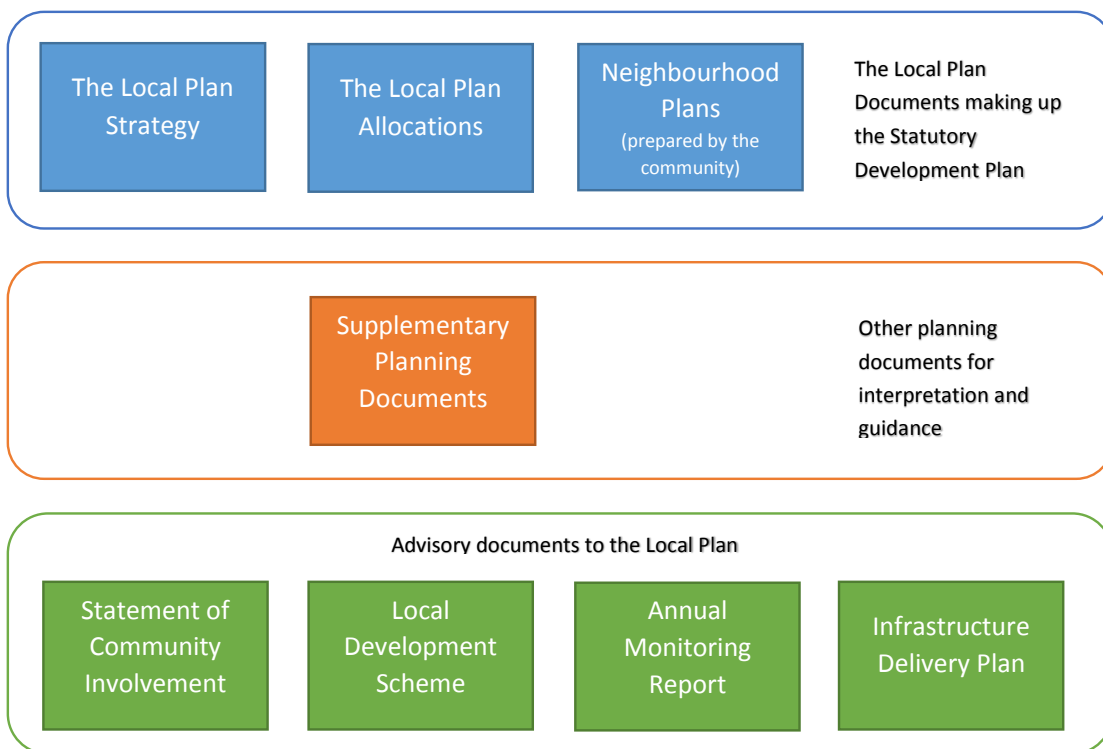 The Local Plan
Strategy
The Local Plan
Allocations
Neighbourhood
Plans
(prepared by the
community)
The Local Plan
Documents making up
the Statutory
Development Plan
Supplementary
Planning
Documents
Other planning
documents for
interpretation and
guidance
Advisory documents to the Local Plan
Statement of
Community
Involvement
Local
Development
Scheme
Annual
Monitoring
Report
Infrastructure
Delivery Plan